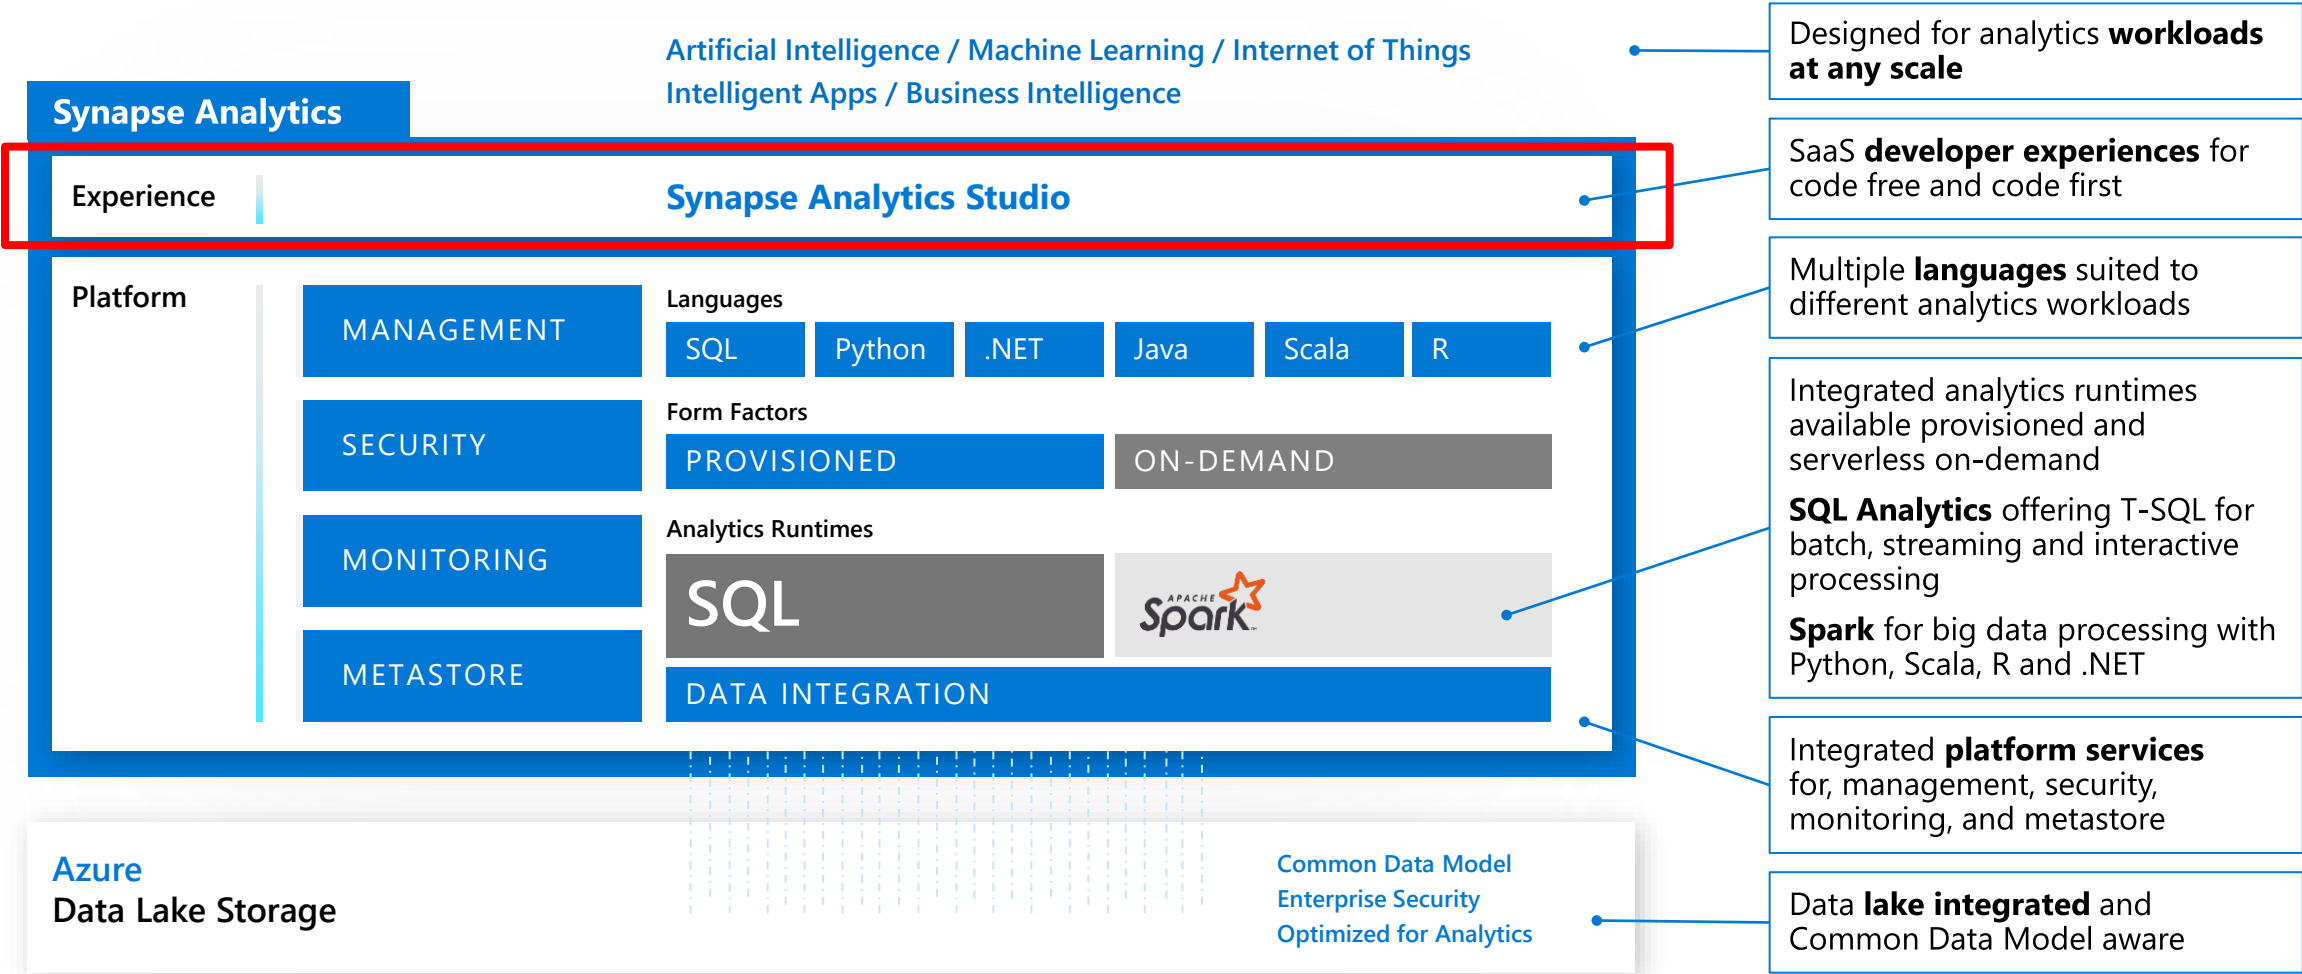 Artificial Intelligence / Machine Learning / Internet of Things
Intelligent Apps / Business Intelligence
Synapse Analytics
Experience
Synapse Analytics Studio
Platform
MANAGEMENT
SECURITY
MONITORING
METASTORE
Languages
SQL
Python
.NET
Java
Scala
R
Form Factors
PROVISIONED
ON-DEMAND
Analytics Runtimes
SQL
APACHE
Spark
DATA INTEGRATION
Azure
Data Lake Storage
Common Data Model
Enterprise Security
Optimized for Analytics
Designed for analytics workloads
at any scale
SaaS developer experiences for
code free and code first
Multiple languages suited to
different analytics workloads
Integrated analytics runtimes
available provisioned and
serverless on-demand
SQL Analytics offering T-SQL for
batch, streaming and interactive
processing
Spark for big data processing with
Python, Scala, R and .NET
Integrated platform services
for, management, security,
monitoring, and metastore
Data lake integrated and
Common Data Model aware